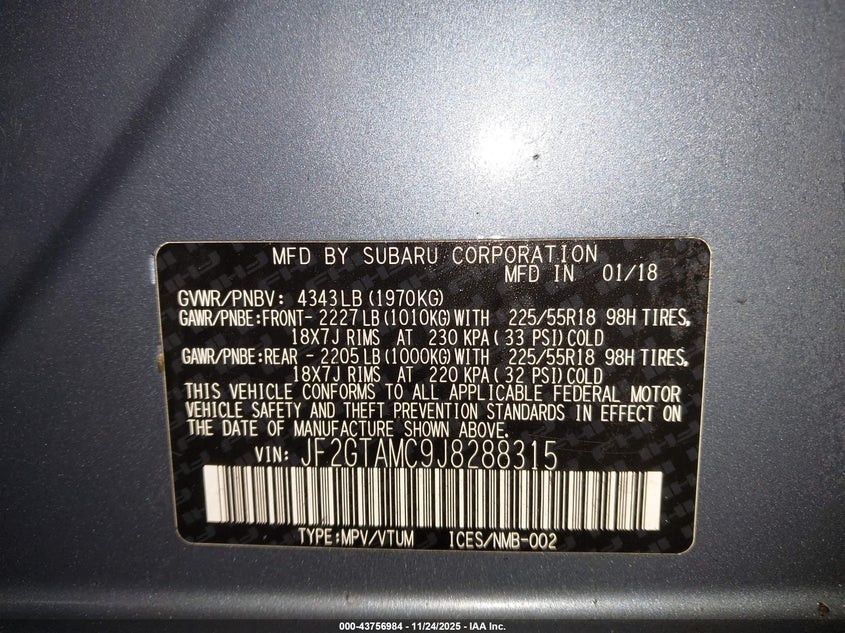 MFD BY SUBARU CORPORATION
MFD IN 01/18
GVWR/PNBV: 4343LB(1970KG)
GAWR/PNBE:FRONT- 2227LB(1010KG)WITH 225/55R18 98H TIRES,
18X7J RIMS AT 230 KPA( 33 PSI)COLD
GAWR/PNBE:REAR - 2205LB(1000KG)WITH 225/55R18 98H TIRES,
18X7J RIMS AT 220 KPA( 32 PSI)COLD
THIS VEHICLE CONFORMS TO ALL APPLICABLE FEDERAL MOTOR
VEHICLE SAFETY AND THEFT PREVENTION STANDARDS IN EFFECT ON
THE DATE OF MANUFACTURE SHOWN ABOVE.
VIN: JF2GTAMC9J8288315
TYPE:MPV/VTUM ICES/NMB-002
000-43756984 - 11/24/2025 - IAA Inc.